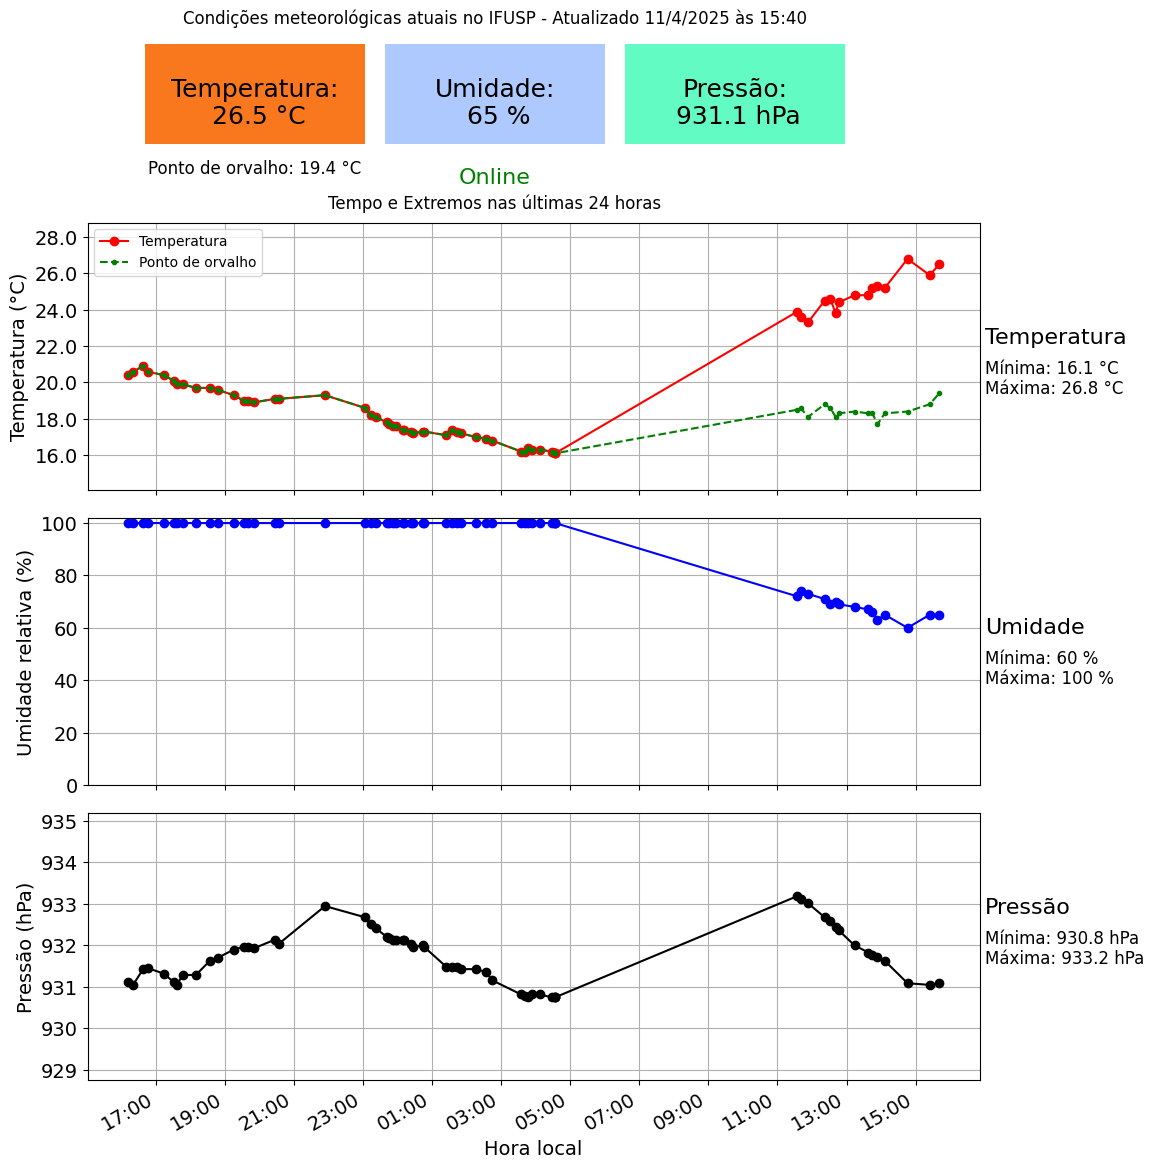 Condições meteorológicas atuais no IFUSP - Atualizado 11/4/2025 às 15:40
Temperatura:
26.5 °C
Umidade:
65 %
Pressão:
931.1 hPa
Ponto de orvalho: 19.4 °C
Online
Tempo e Extremos nas últimas 24 horas
Temperatura
Ponto de orvalho
Temperatura (°C)
28.0
26.0
24.0
22.0
20.0
18.0
16.0
Temperatura
Mínima: 16.1 °C
Máxima: 26.8 °C
Umidade relativa (%)
100
80
60
40
20
0
Umidade
Mínima: 60 %
Máxima: 100 %
Pressão (hPa)
935
934
933
932
931
930
929
Pressão
Mínima: 930.8 hPa
Máxima: 933.2 hPa
17:00
19:00
21:00
23:00
01:00
03:00
05:00
07:00
09:00
11:00
13:00
15:00
Hora local